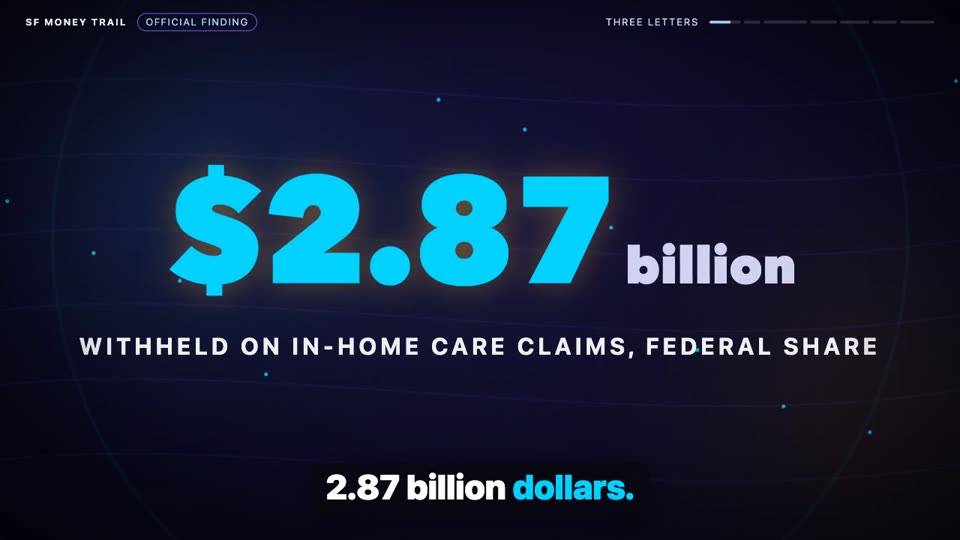 SF MONEY TRAIL OFFICIAL FINDING
THREE LETTERS
$2.87 billion
WITHHELD ON IN-HOME CARE CLAIMS, FEDERAL SHARE
2.87 billion dollars.